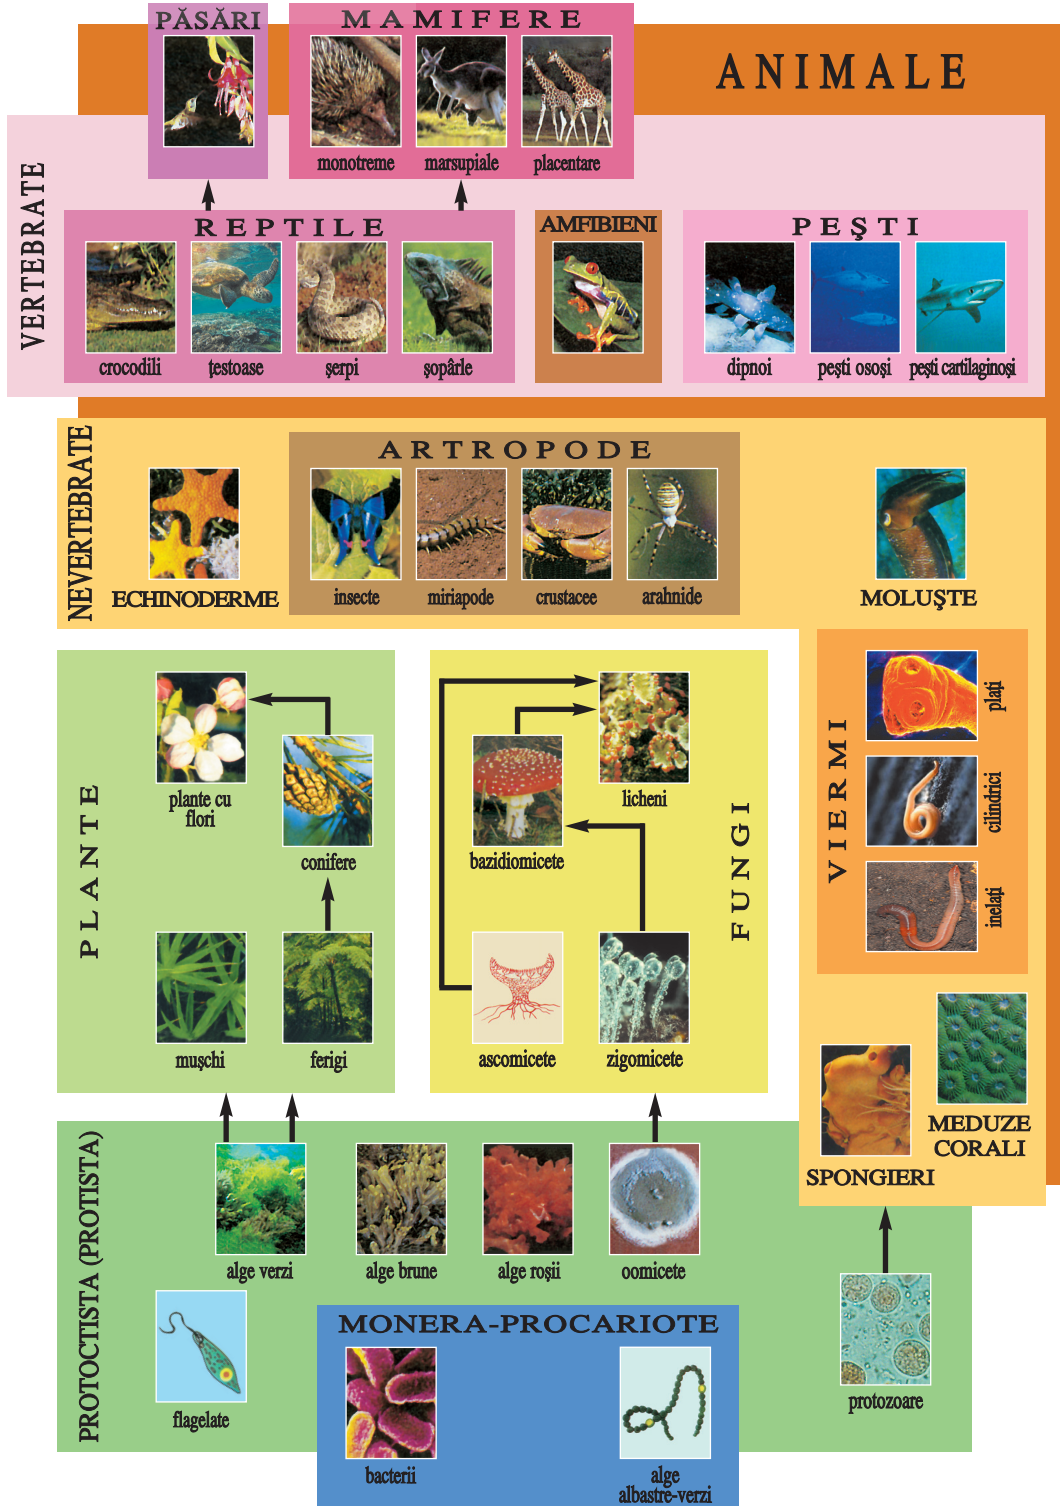 PĂSĂRI
MAMIFERE
ANIMALE
monotreme
marsupiale
placentare
VERTEBRATE
REPTILE
crocodili
ţestoase
şerpi
şopârle
AMFIBIENI
PEŞTI
dipnoi
peşti osoşi
peşti cartilaginoşi
NEVERTEBRATE
ECHINODERME
ARTROPODE
insecte
miriapode
crustacee
arahnide
MOLUŞTE
VIERMI
plaţi
cilindrici
inelaţi
PLANTE
plante cu
flori
conifere
muşchi
ferigi
FUNGI
licheni
bazidiomicete
ascomicete
zigomicete
MEDUZE
CORALI
SPONGIERI
PROTOCTISTA (PROTISTA)
alge verzi
alge brune
alge roşii
oomicete
flagelate
protozoare
MONERA-PROCARIOTE
bacterii
alge
albastre-verzi